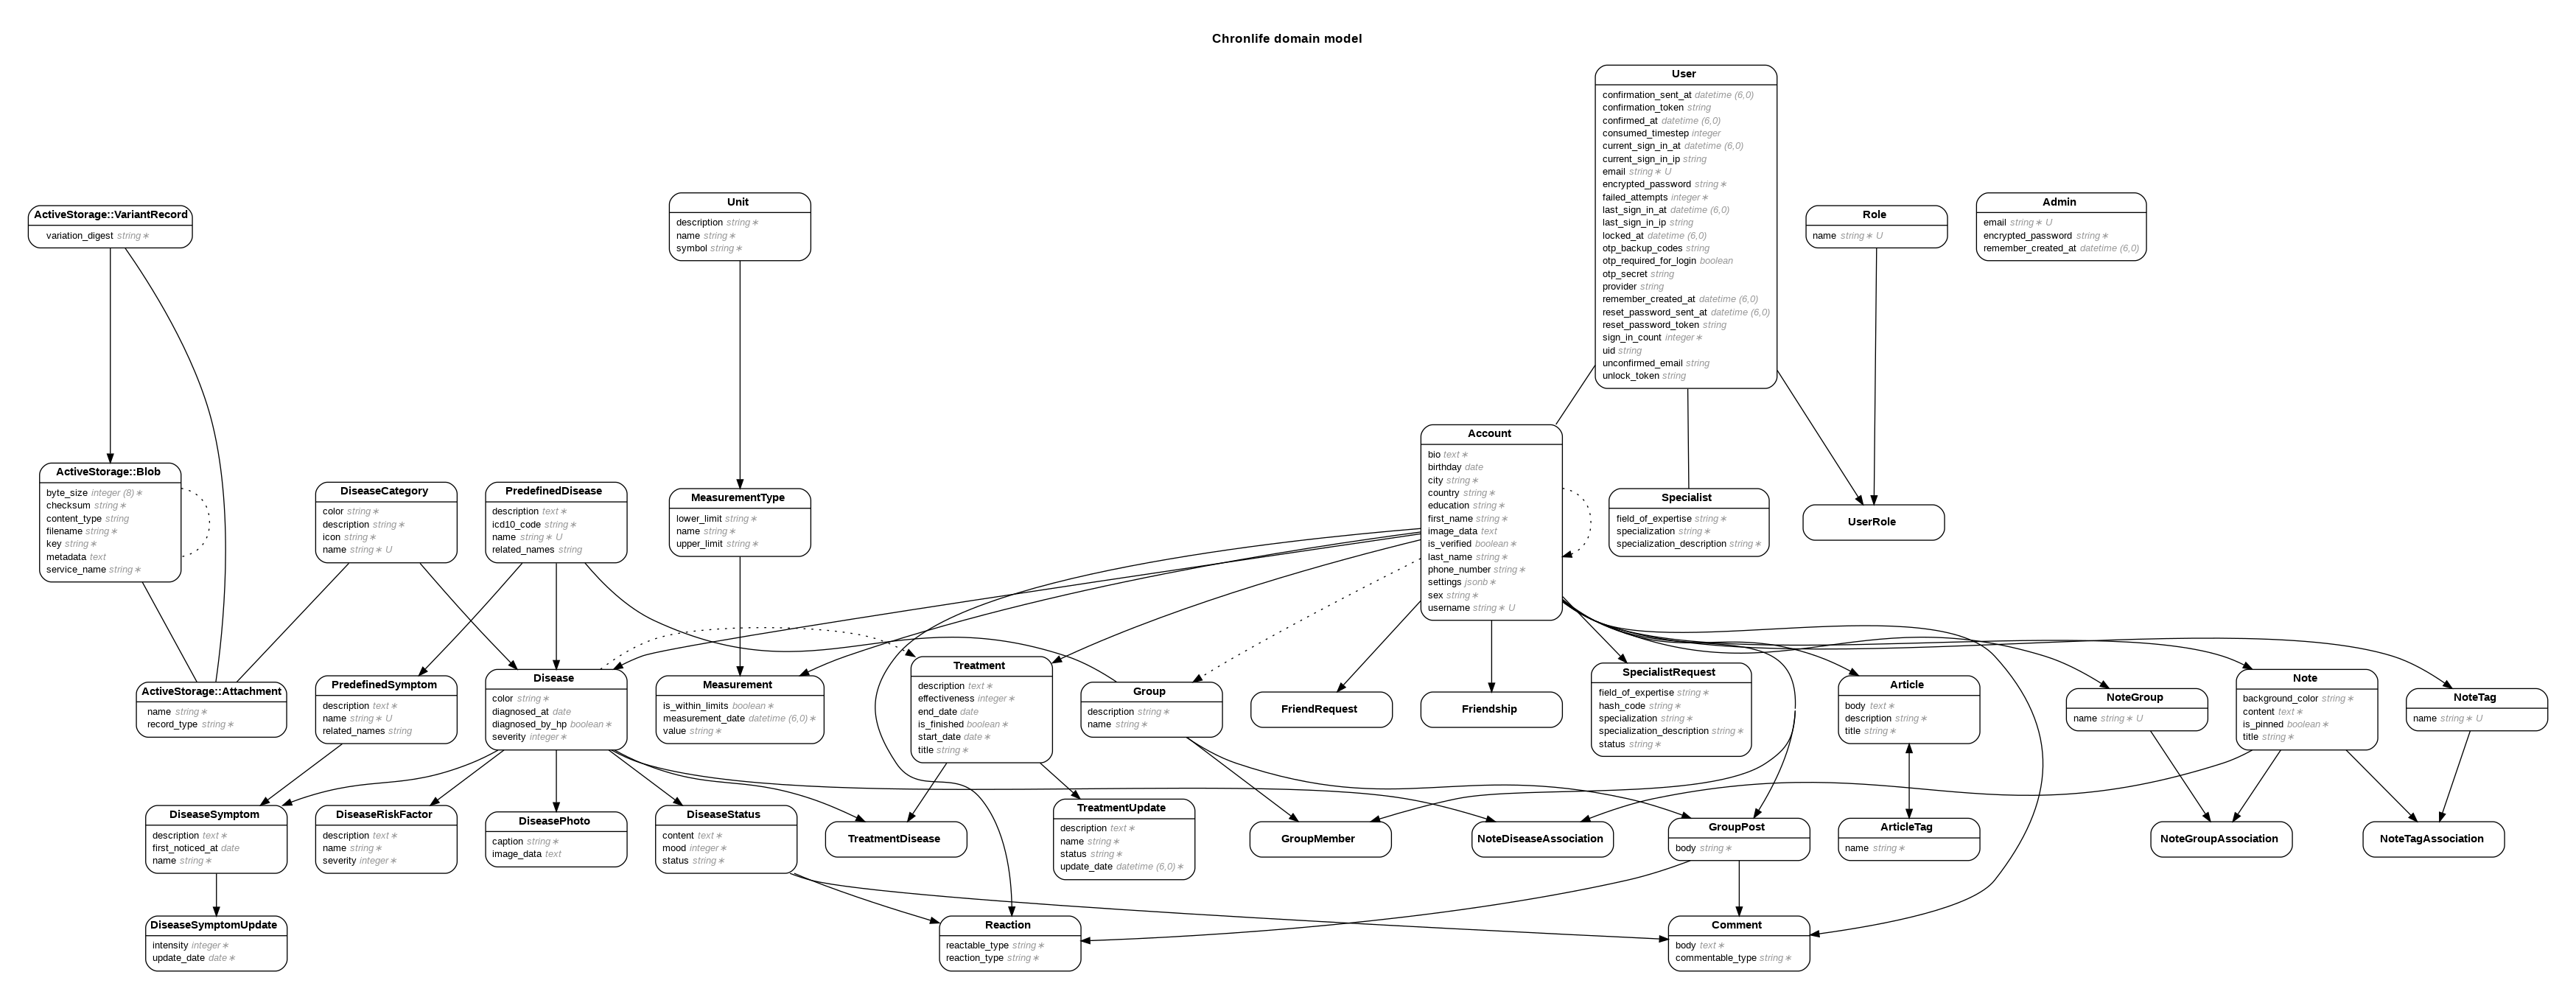 Chronlife domain model
User
confirmation_sent_at datetime (6,0)
confirmation_token string
confirmed_at datetime (6,0)
consumed_timestep integer
current_sign_in_at datetime (6,0)
current_sign_in_ip string
email string∗ U
encrypted_password string∗
failed_attempts integer∗
last_sign_in_at datetime (6,0)
last_sign_in_ip string
locked_at datetime (6,0)
otp_backup_codes string
otp_required_for_login boolean
otp_secret string
provider string
remember_created_at datetime (6,0)
reset_password_sent_at datetime (6,0)
reset_password_token string
sign_in_count integer∗
uid string
unconfirmed_email string
unlock_token string
ActiveStorage::VariantRecord
variation_digest string∗
Unit
description string∗
name string∗
symbol string∗
Role
name string∗ U
Admin
email string∗ U
encrypted_password string∗
remember_created_at datetime (6,0)
Account
bio text∗
birthday date
city string∗
country string∗
education string∗
first_name string∗
image_data text
is_verified boolean∗
last_name string∗
phone_number string∗
settings jsonb∗
sex string∗
username string∗ U
ActiveStorage::Blob
byte_size integer (8)∗
checksum string∗
content_type string
filename string∗
key string∗
metadata text
service_name string∗
DiseaseCategory
color string∗
description string∗
icon string∗
name string∗ U
PredefinedDisease
description text∗
icd10_code string∗
name string∗ U
related_names string
MeasurementType
lower_limit string∗
name string∗
upper_limit string∗
Specialist
field_of_expertise string∗
specialization string∗
specialization_description string∗
UserRole
ActiveStorage::Attachment
name string∗
record_type string∗
PredefinedSymptom
description text∗
name string∗ U
related_names string
Disease
color string∗
diagnosed_at date
diagnosed_by_hp boolean∗
severity integer∗
Measurement
is_within_limits boolean∗
measurement_date datetime (6,0)∗
value string∗
Treatment
description text∗
effectiveness integer∗
end_date date
is_finished boolean∗
start_date date∗
title string∗
Group
description string∗
name string∗
FriendRequest
Friendship
SpecialistRequest
field_of_expertise string∗
hash_code string∗
specialization string∗
specialization_description string∗
status string∗
Article
body text∗
description string∗
title string∗
NoteGroup
name string∗ U
Note
background_color string∗
content text∗
is_pinned boolean∗
title string∗
NoteTag
name string∗ U
DiseaseSymptom
description text∗
first_noticed_at date
name string∗
DiseaseRiskFactor
description text∗
name string∗
severity integer∗
DiseasePhoto
caption string∗
image_data text
DiseaseStatus
content text∗
mood integer∗
status string∗
TreatmentDisease
TreatmentUpdate
description text∗
name string∗
status string∗
update_date datetime (6,0)∗
GroupMember
NoteDiseaseAssociation
GroupPost
body string∗
ArticleTag
name string∗
NoteGroupAssociation
NoteTagAssociation
DiseaseSymptomUpdate
intensity integer∗
update_date date∗
Reaction
reactable_type string∗
reaction_type string∗
Comment
body text∗
commentable_type string∗